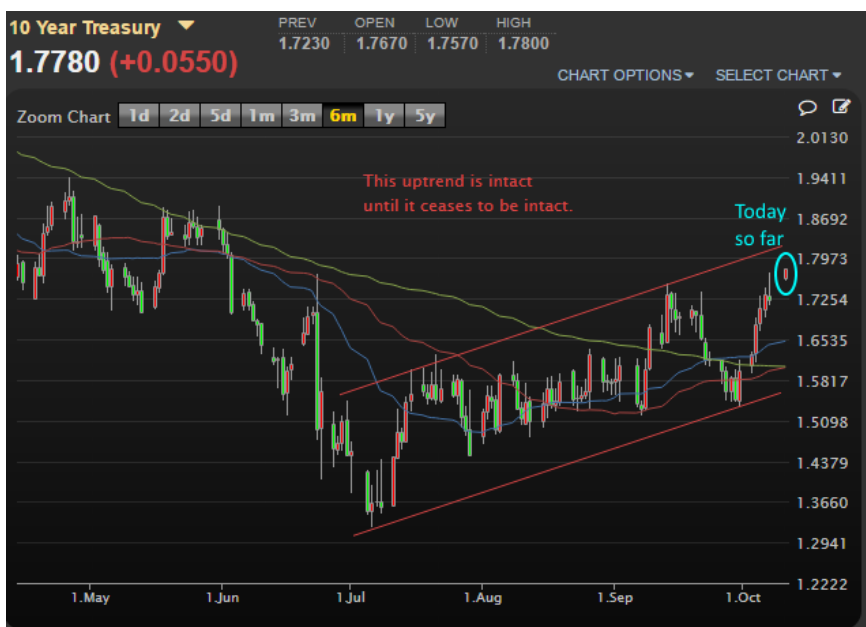 10 Year Treasury
PREV OPEN LOW HIGH
1.7230 1.7670 1.7570 1.7800
1.7780 (+0.0550)
CHART OPTIONS SELECT CHART
Zoom Chart 1d 2d 5d 1m 3m 6m 1y 5y
2.0130
1.9411
This uptrend is intact
until it ceases to be intact.
Today
so far
1.8692
1.7973
1.7254
1.6535
1.5817
1.5098
1.4379
1.3660
1.2941
1.2222
1.May 1.Jun 1.Jul 1.Aug 1.Sep 1.Oct